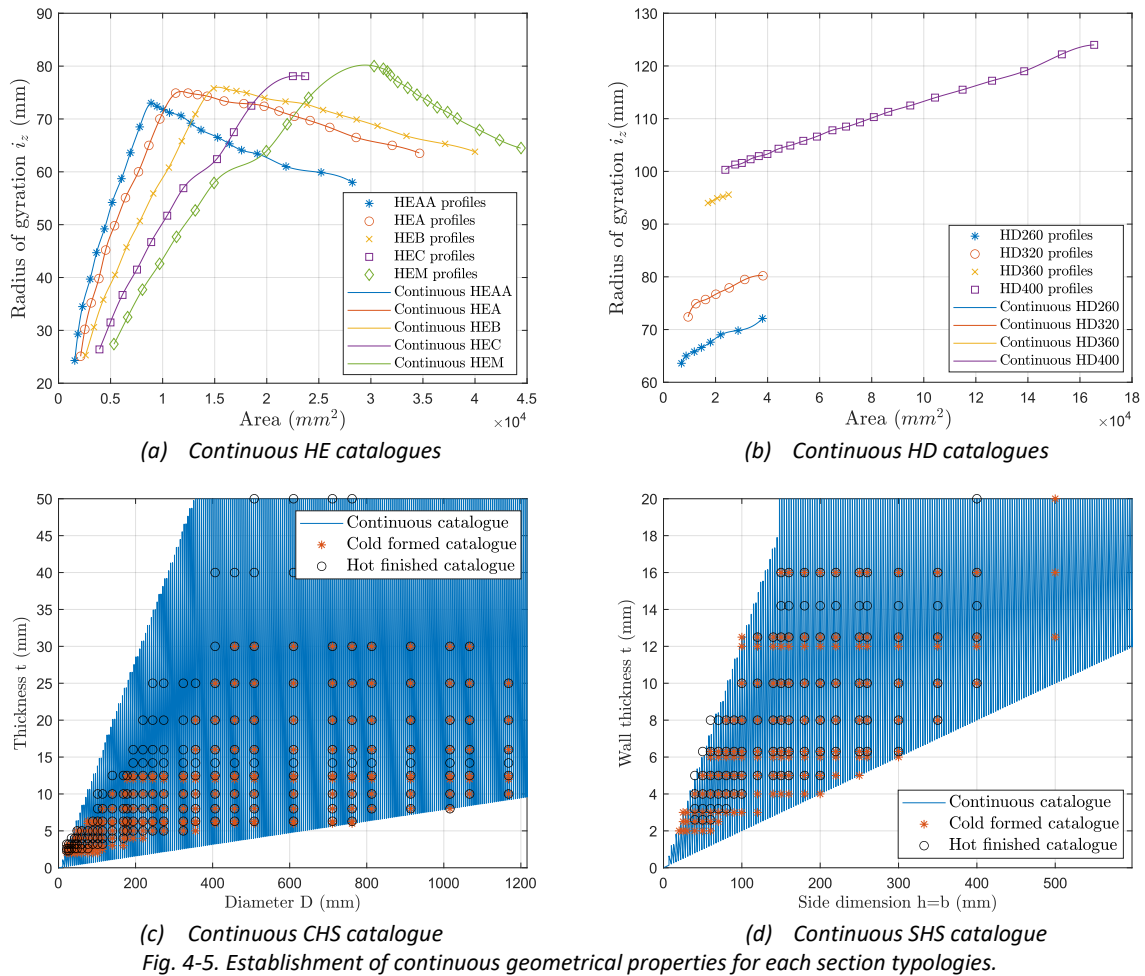 80
70
60
50
40
30
20
Radius of gyration i_z (mm)
HEAA profiles
HEA profiles
HEB profiles
HEC profiles
HEM profiles
Continuous HEAA
Continuous HEA
Continuous HEB
Continuous HEC
Continuous HEM
0 0.5 1 1.5 2 2.5 3 3.5 4 4.5
Area (mm²)
×10⁴
(a) Continuous HE catalogues
130
120
110
100
90
80
70
60
Radius of gyration i_z (mm)
HD260 profiles
HD320 profiles
HD360 profiles
HD400 profiles
Continuous HD260
Continuous HD320
Continuous HD360
Continuous HD400
0 2 4 6 8 10 12 14 16 18
Area (mm²)
×10⁴
(b) Continuous HD catalogues
50
45
40
35
30
25
20
15
10
5
0
Thickness t (mm)
Continuous catalogue
Cold formed catalogue
Hot finished catalogue
0 200 400 600 800 1000 1200
Diameter D (mm)
(c) Continuous CHS catalogue
20
18
16
14
12
10
8
6
4
2
0
Wall thickness t (mm)
Continuous catalogue
Cold formed catalogue
Hot finished catalogue
100 200 300 400 500
Side dimension h=b (mm)
(d) Continuous SHS catalogue
Fig. 4-5. Establishment of continuous geometrical properties for each section typologies.